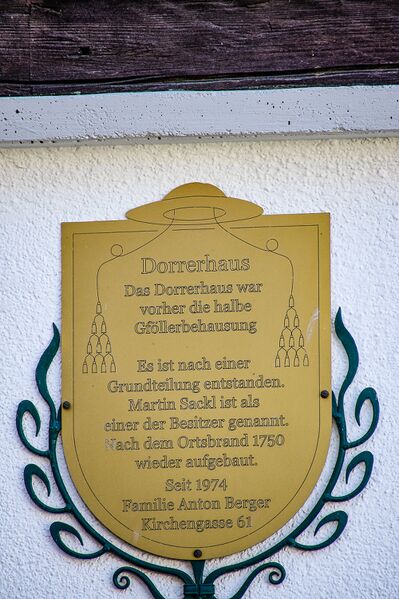 Dorrerhaus
Das Dorrerhaus war
vorher die halbe
Gföllerbehausung
Es ist nach einer
Grundteilung entstanden.
Martin Sackl ist als
einer der Besitzer genannt.
Nach dem Ortsbrand 1750
wieder aufgebaut.
Seit 1974
Familie Anton Berger
Kirchengasse 61